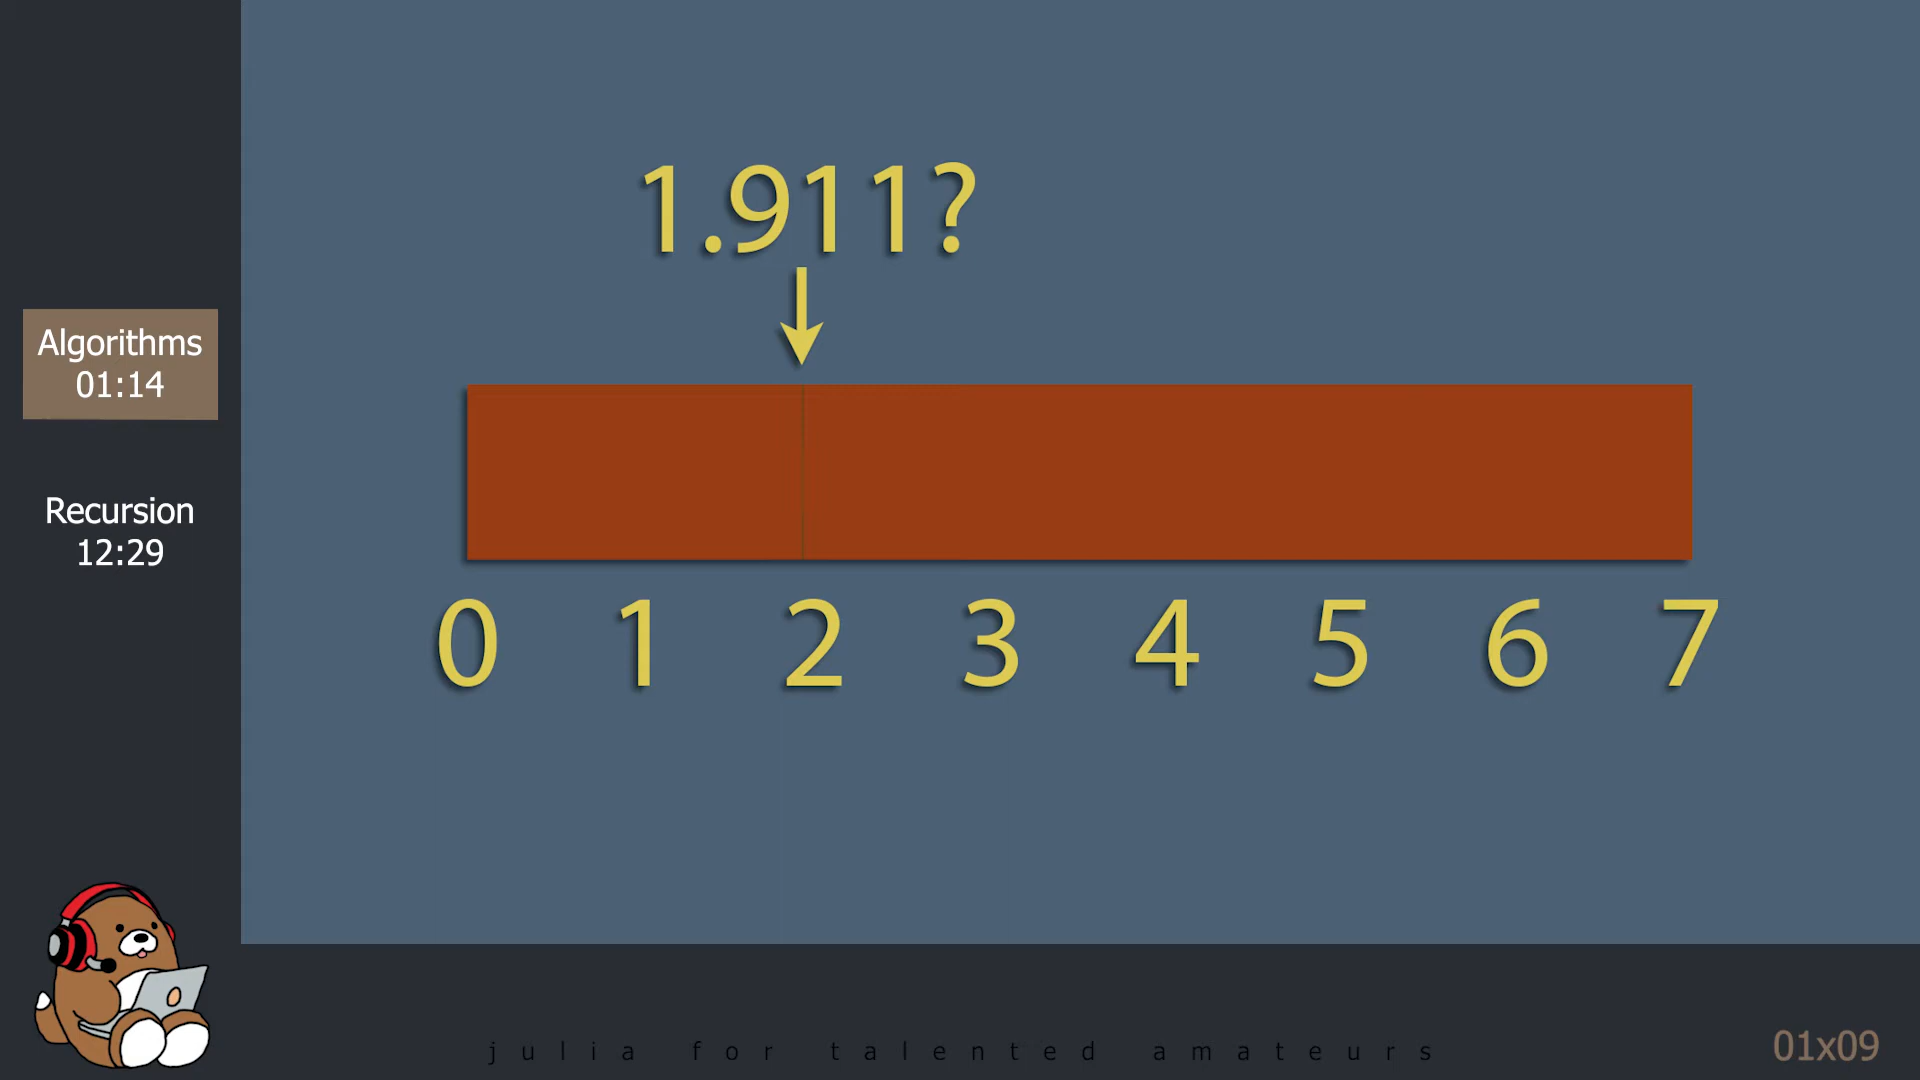 Algorithms
01:14
Recursion
12:29
1.911?
0 1 2 3 4 5 6 7
julia for talented amateurs
01x09